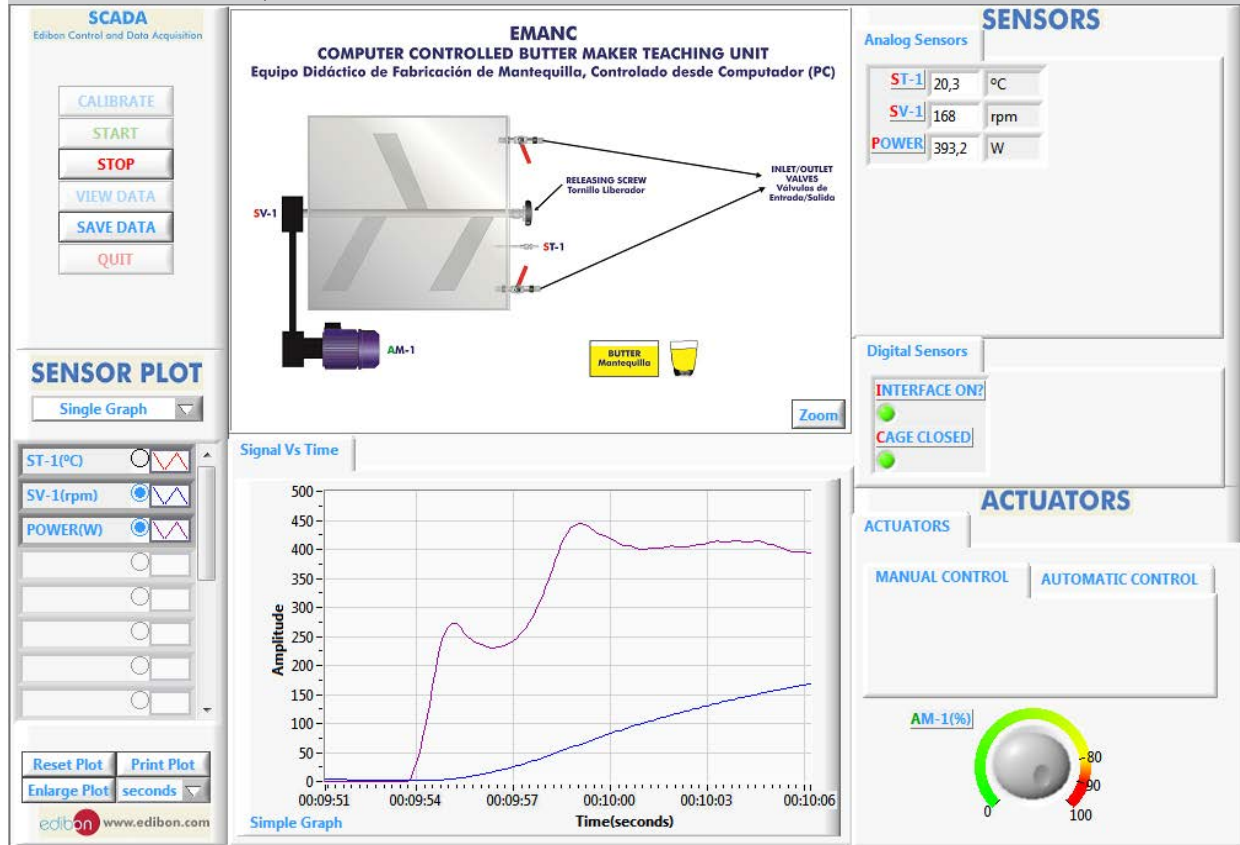 SCADA
Edibon Control and Data Acquisition
CALIBRATE
START
STOP
VIEW DATA
SAVE DATA
QUIT
SENSOR PLOT
Single Graph
ST-1(ºC)
SV-1(rpm)
POWER(W)
Reset Plot
Print Plot
Enlarge Plot
seconds
edibon www.edibon.com
EMANC
COMPUTER CONTROLLED BUTTER MAKER TEACHING UNIT
Equipo Didáctico de Fabricación de Mantequilla, Controlado desde Computador (PC)
RELEASING SCREW
Tornillo Liberador
INLET/OUTLET
VALVES
Válvulas de
Entrada/Salida
SV-1
ST-1
AM-1
BUTTER
Mantequilla
Zoom
Signal Vs Time
500
450
400
350
300
250
200
150
100
50
0
Amplitude
00:09:51 00:09:54 00:09:57 00:10:00 00:10:03 00:10:06
Time(seconds)
Simple Graph
SENSORS
Analog Sensors
ST-1 20,3 ºC
SV-1 168 rpm
POWER 393,2 W
Digital Sensors
INTERFACE ON?
CAGE CLOSED
ACTUATORS
ACTUATORS
MANUAL CONTROL
AUTOMATIC CONTROL
AM-1(%)
80
90
0
100